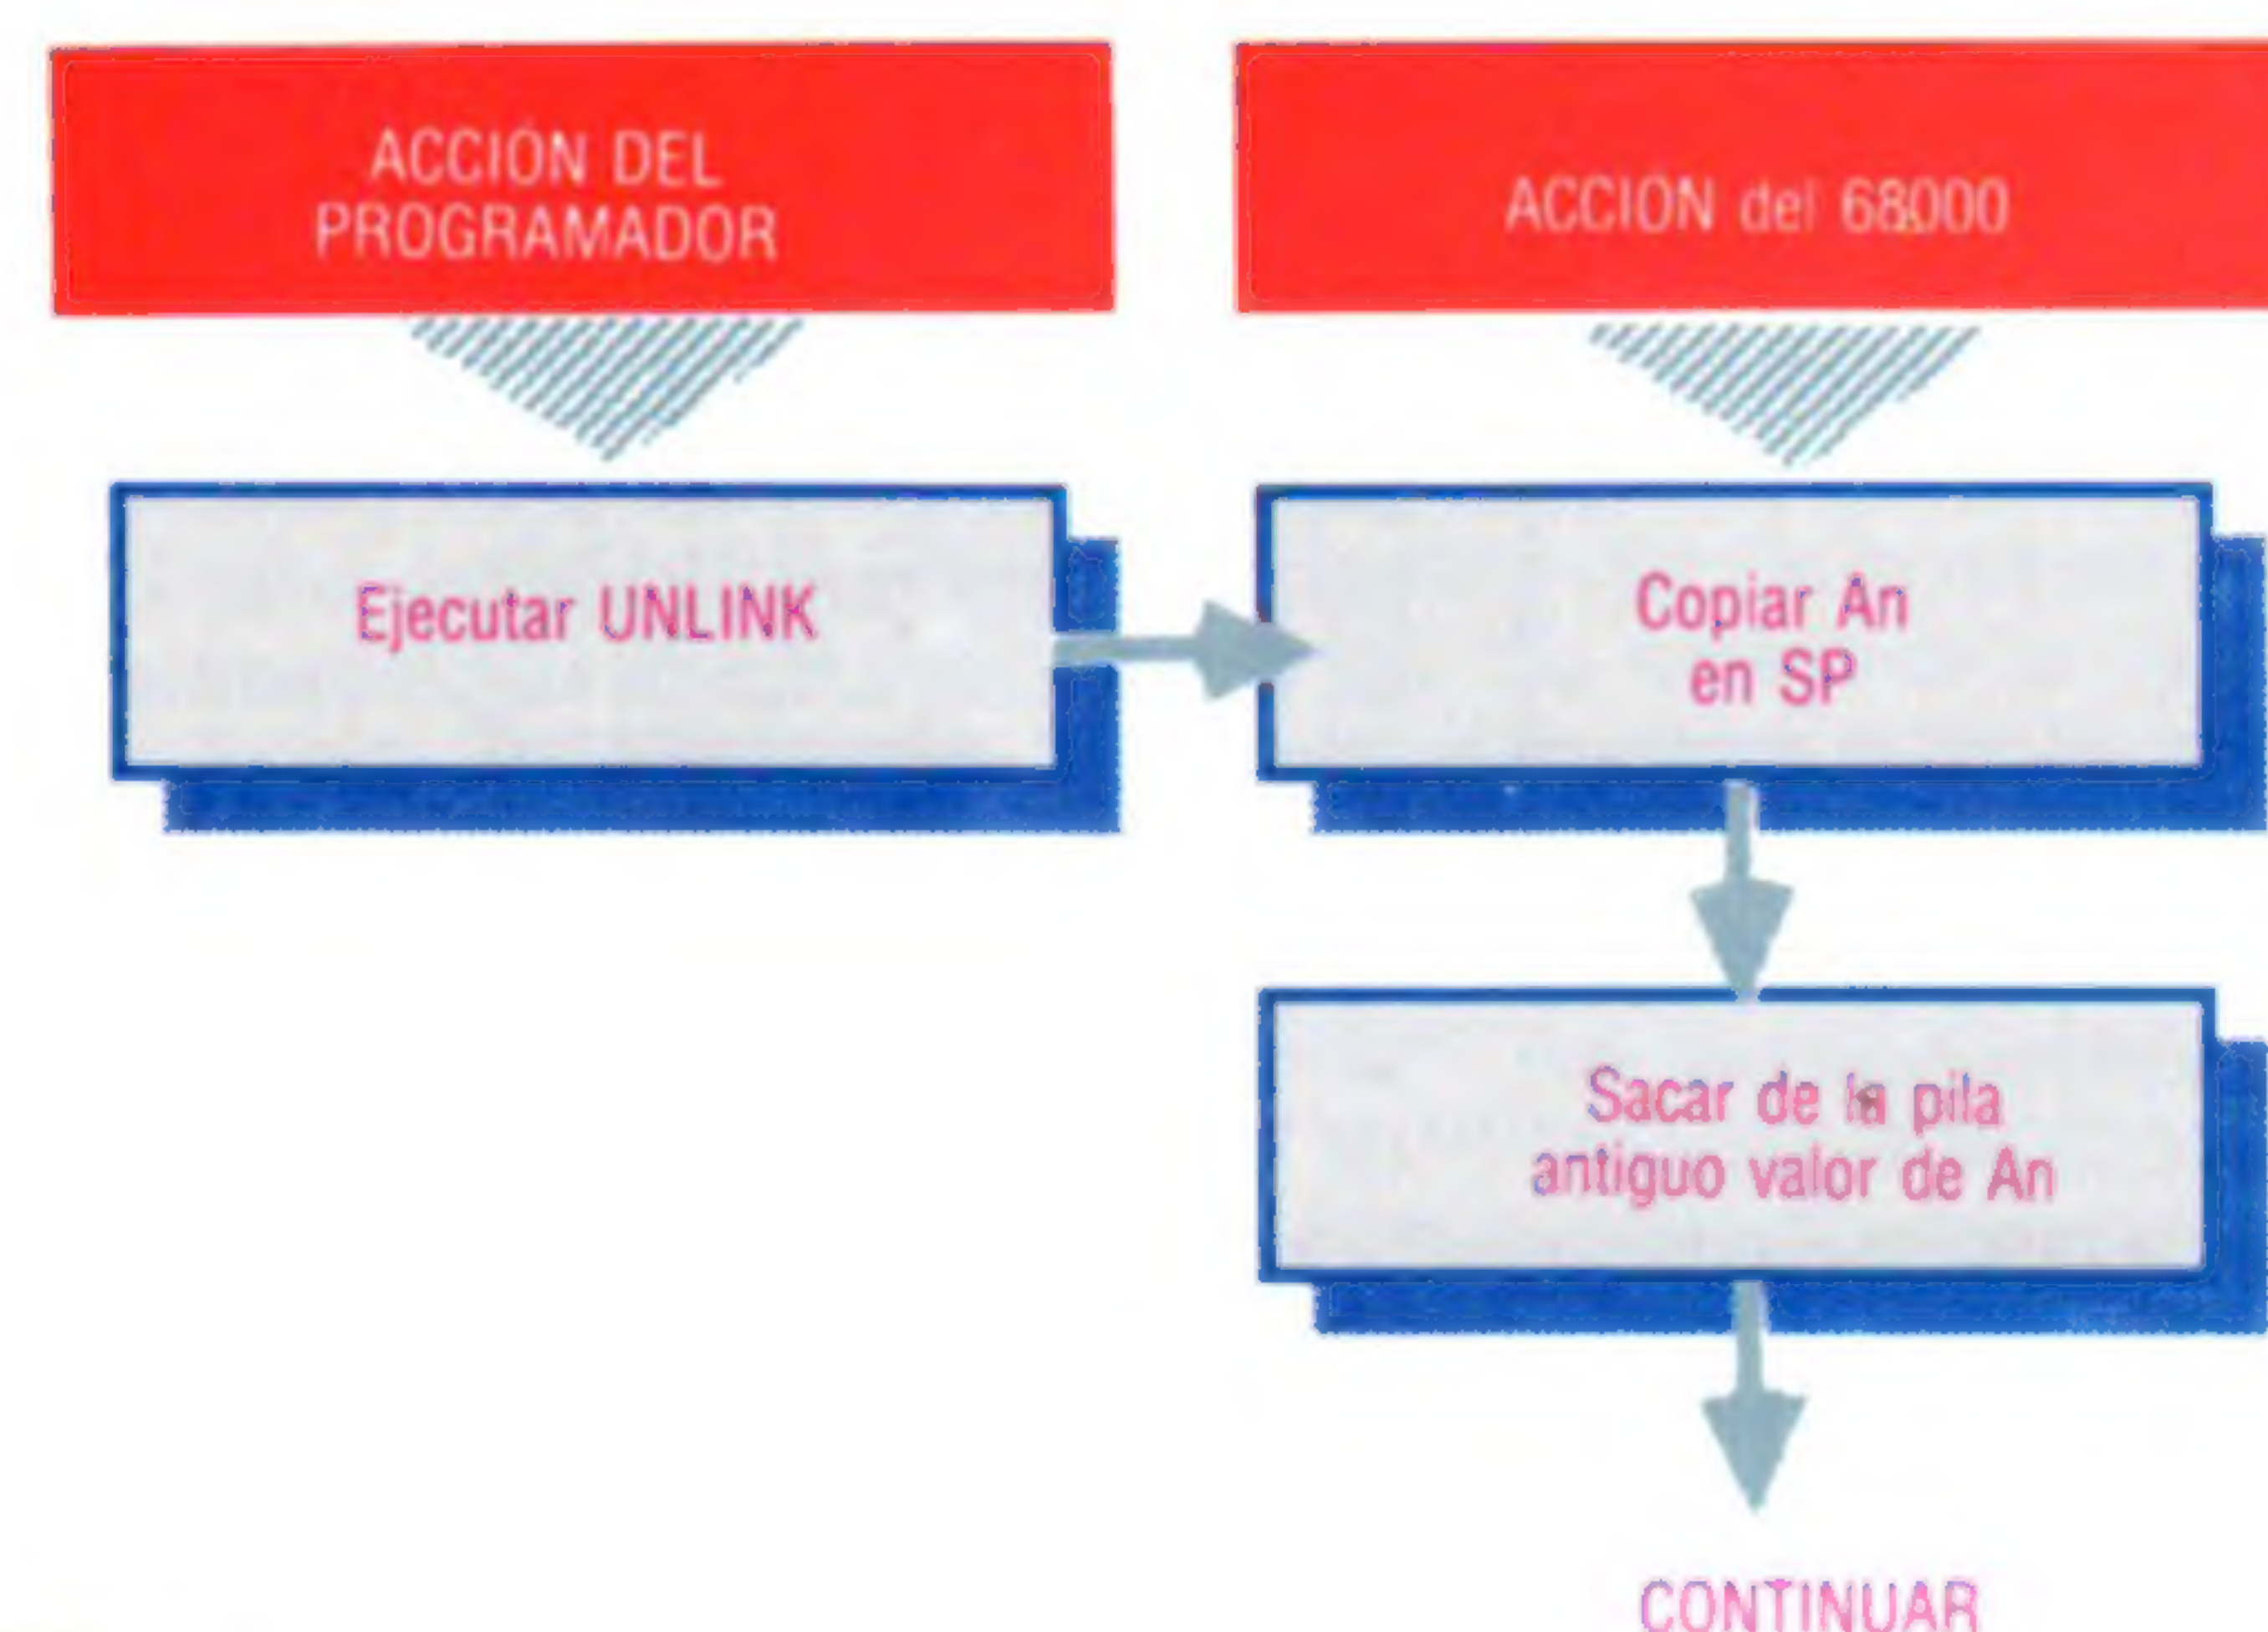 ACCIÓN DEL
PROGRAMADOR
ACCIÓN del 68000
Ejecutar UNLINK
Copiar An
en SP
Sacar de la pila
antiguo valor de An
CONTINUAR